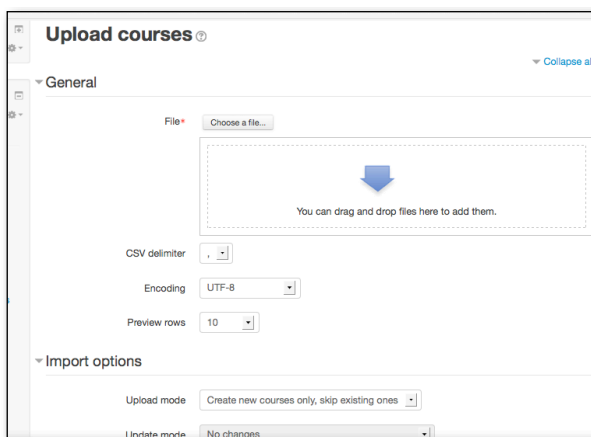 Upload courses
Collapse al
General
File*
Choose a file...
You can drag and drop files here to add them.
CSV delimiter
,
Encoding
UTF-8
Preview rows
10
Import options
Upload mode
Create new courses only, skip existing ones
Update mode
No changes